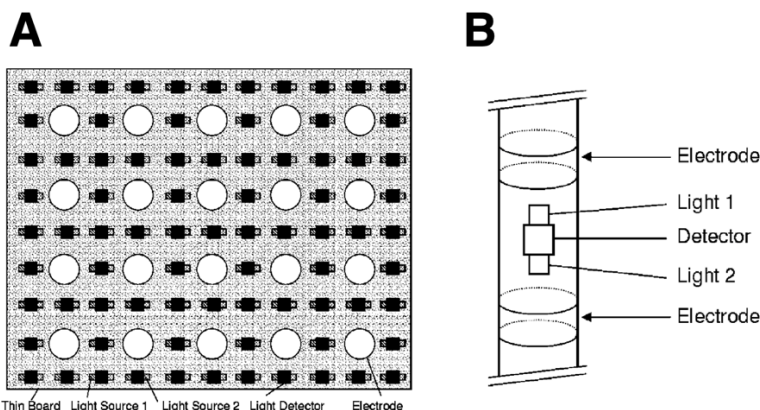 A
B
Electrode
Light 1
Detector
Light 2
Electrode
Thin Board Light Source 1 Light Source 2 Light Detector Electrode